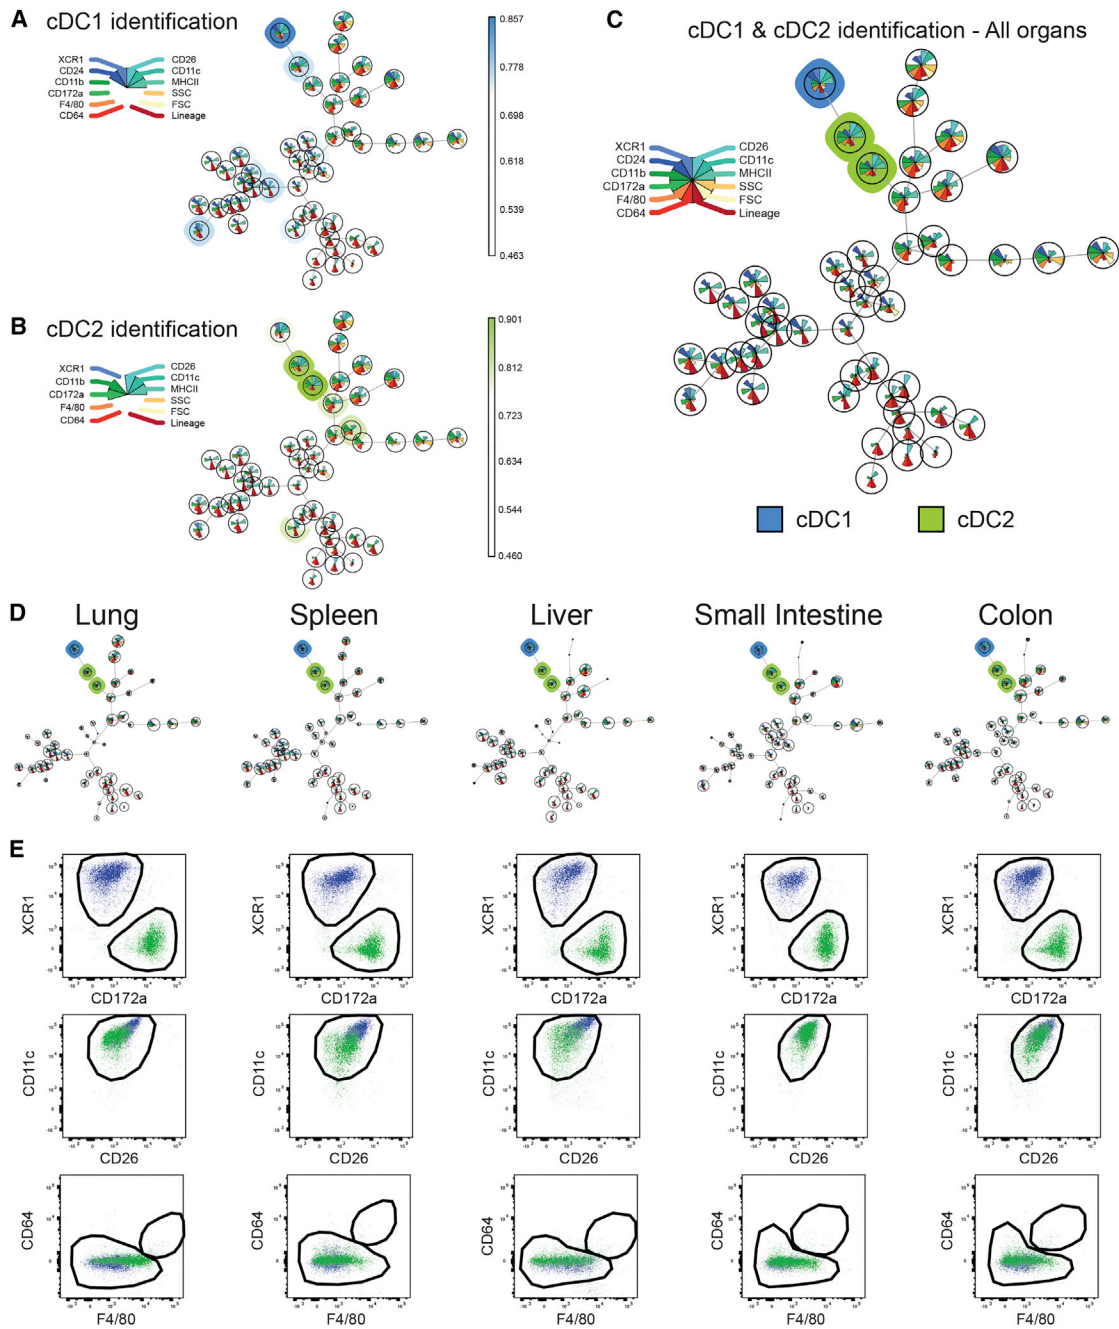 A
cDC1 identification
XCR1
CD24
CD11b
CD172a
F4/80
CD64
CD26
CD11c
MHCII
SSC
FSC
Lineage
0.857
0.778
0.698
0.618
0.539
0.463
B
cDC2 identification
XCR1
CD11b
CD172a
F4/80
CD64
CD26
CD11c
MHCII
SSC
FSC
Lineage
0.901
0.812
0.723
0.634
0.544
0.460
C
cDC1 & cDC2 identification - All organs
XCR1
CD24
CD11b
CD172a
F4/80
CD64
CD26
CD11c
MHCII
SSC
FSC
Lineage
cDC1
cDC2
D
Lung
Spleen
Liver
Small Intestine
Colon
E
XCR1
CD172a
XCR1
CD172a
XCR1
CD172a
XCR1
CD172a
XCR1
CD172a
CD11c
CD26
CD11c
CD26
CD11c
CD26
CD11c
CD26
CD11c
CD26
CD64
F4/80
CD64
F4/80
CD64
F4/80
CD64
F4/80
CD64
F4/80